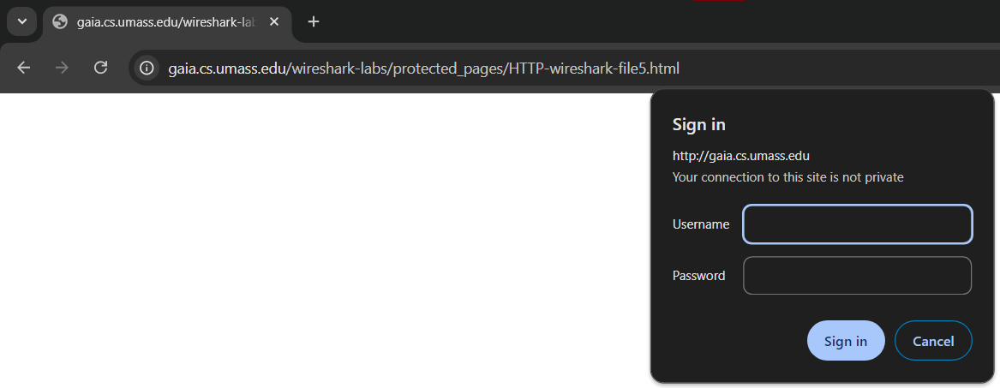 gaia.cs.umass.edu/wireshark-la
gaia.cs.umass.edu/wireshark-labs/protected_pages/HTTP-wireshark-file5.html
Sign in
http://gaia.cs.umass.edu
Your connection to this site is not private
Username
Password
Sign in Cancel